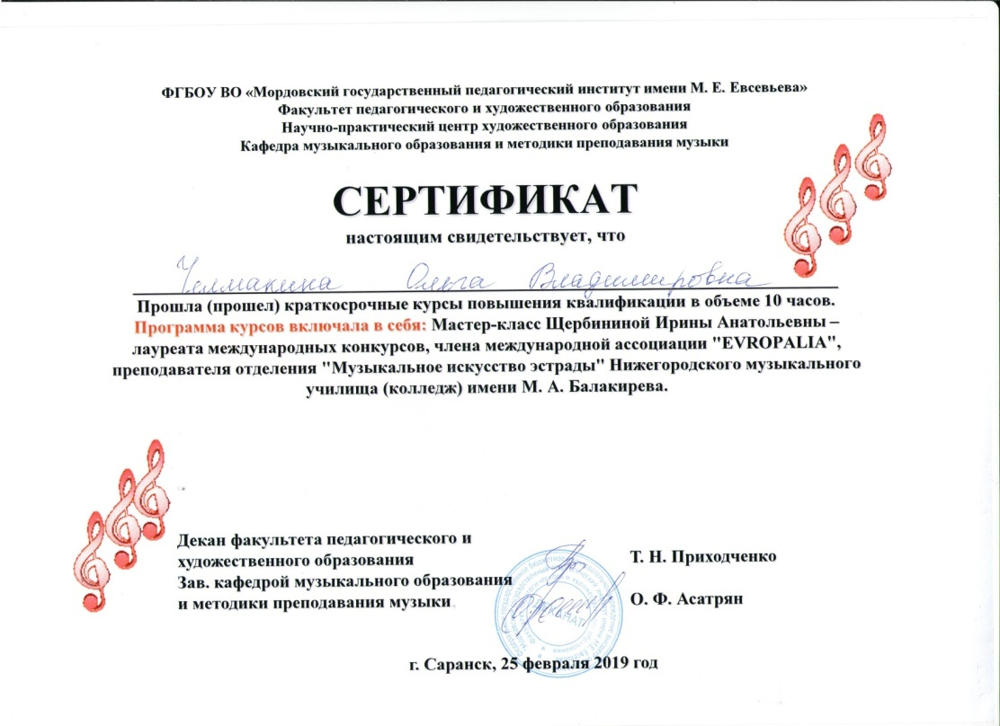 ФГБОУ ВО «Мордовский государственный педагогический институт имени М. Е. Евсевьева»
Факультет педагогического и художественного образования
Научно-практический центр художественного образования
Кафедра музыкального образования и методики преподавания музыки
СЕРТИФИКАТ
настоящим свидетельствует, что
Челмакина Ольга Владимировна
Прошла (прошел) краткосрочные курсы повышения квалификации в объеме 10 часов.
Программа курсов включала в себя: Мастер-класс Щербининой Ирины Анатольевны –
лауреата международных конкурсов, члена международной ассоциации "EVROPALIA",
преподавателя отделения "Музыкальное искусство эстрады" Нижегородского музыкального
училища (колледж) имени М. А. Балакирева.
Декан факультета педагогического и
художественного образования Т. Н. Приходченко
Зав. кафедрой музыкального образования
и методики преподавания музыки О. Ф. Асатрян
ДЕКАНАТ
г. Саранск, 25 февраля 2019 год